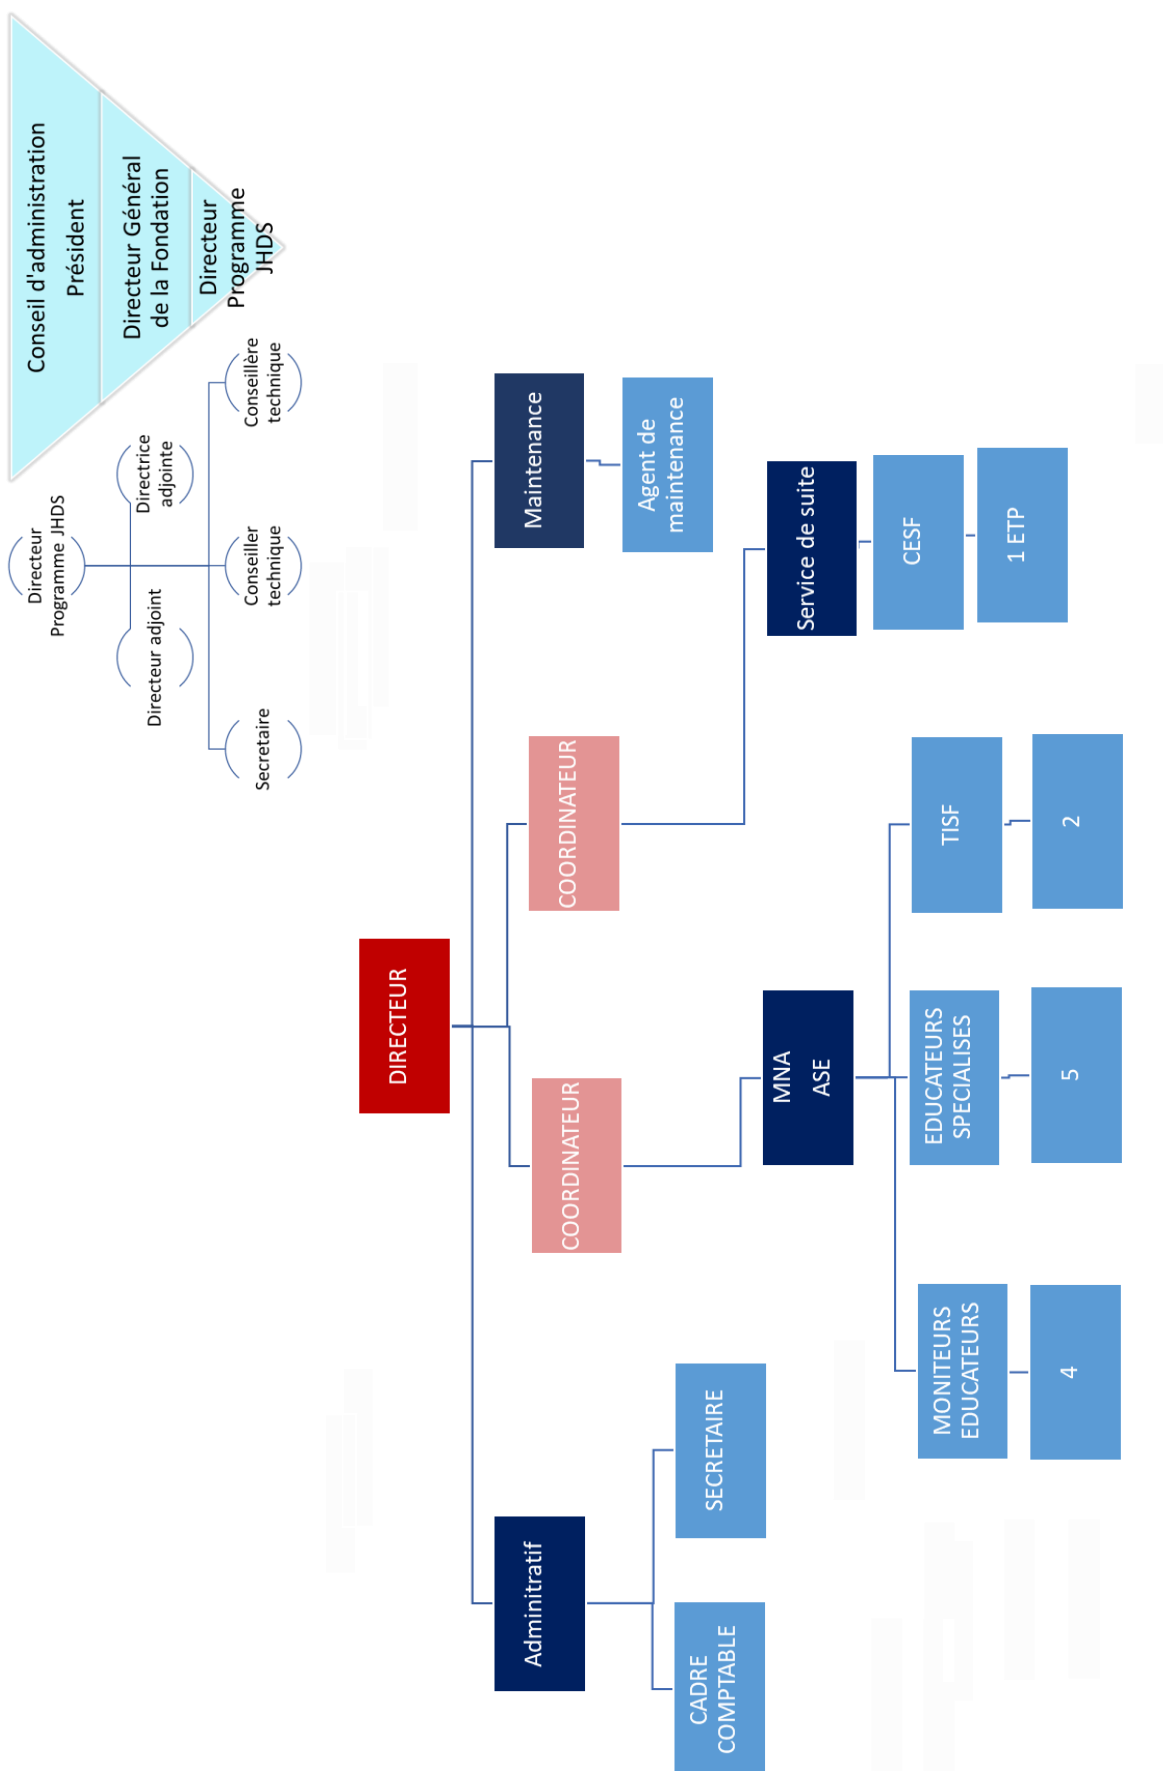 Conseil d'administration
Président
Directeur Général
de la Fondation
Directeur
Programme
JHDS
Directeur
Programme JHDS
Directeur adjoint
Directrice
adjointe
Secretaire
Conseiller
technique
Conseillère
technique
DIRECTEUR
Adminitratif
Maintenance
COORDINATEUR
COORDINATEUR
Agent de
maintenance
CADRE
COMPTABLE
SECRETAIRE
MNA
ASE
Service de suite
MONITEURS
EDUCATEURS
EDUCATEURS
SPECIALISES
TISF
CESF
4
5
2
1 ETP